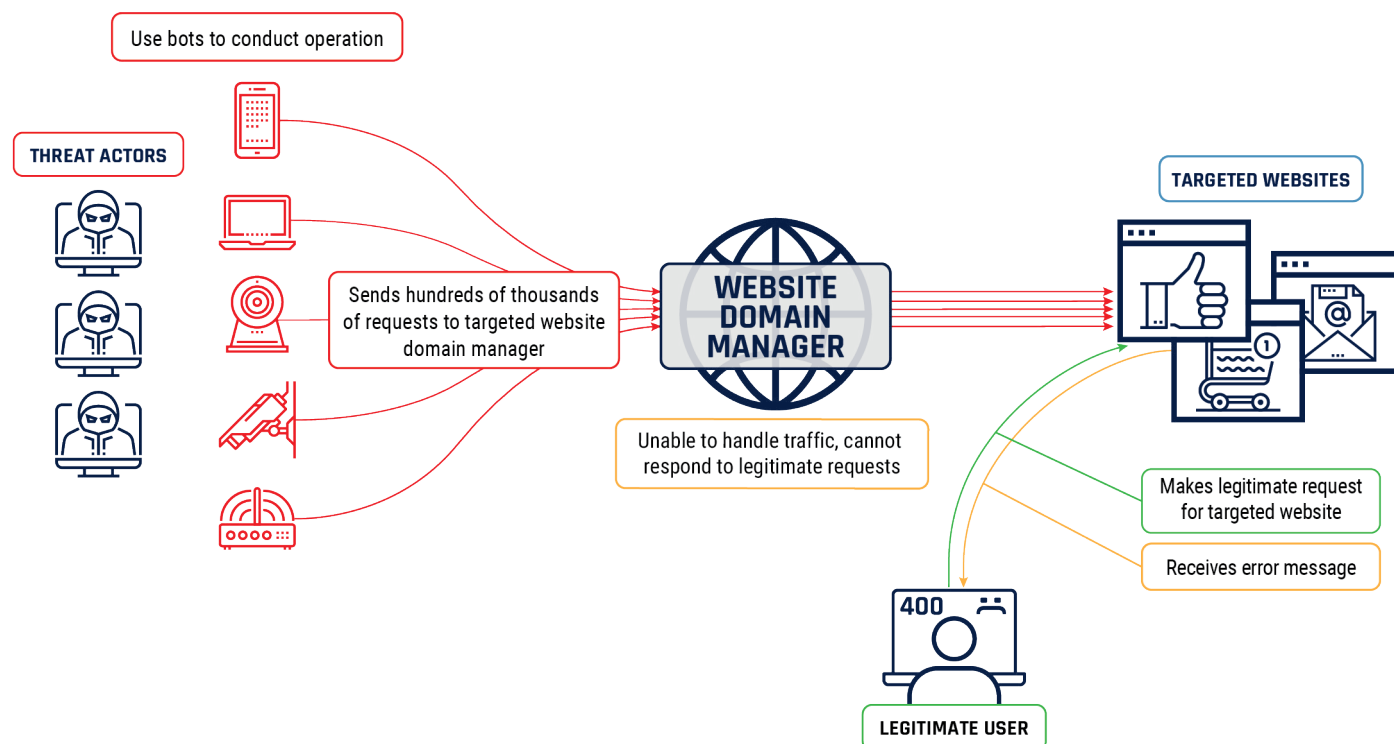 Use bots to conduct operation
THREAT ACTORS
Sends hundreds of thousands
of requests to targeted website
domain manager
WEBSITE
DOMAIN
MANAGER
Unable to handle traffic, cannot
respond to legitimate requests
TARGETED WEBSITES
@
1
Makes legitimate request
for targeted website
Receives error message
400
LEGITIMATE USER